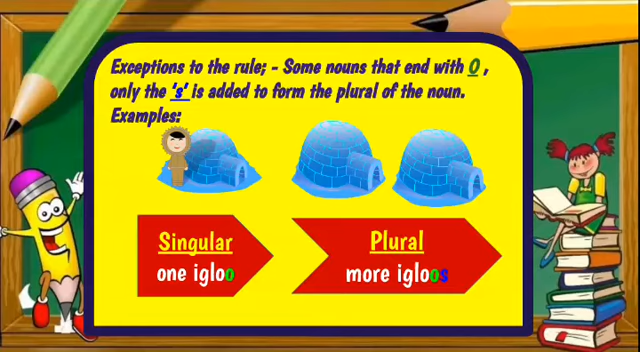 Exceptions to the rule; - Some nouns that end with O ,
only the ‘s’ is added to form the plural of the noun.
Examples:
Singular
one igloo
Plural
more igloos